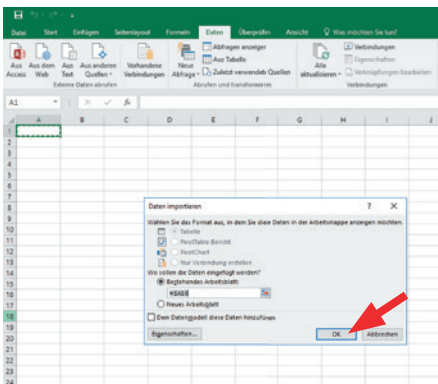 Datei Start Einfügen Seitenlayout Formeln Daten Überprüfen Ansicht Was möchten Sie tun?
Aus Access Aus dem Web Aus Text Aus anderen Quellen Vorhandene Verbindungen Neue Abfrage Abfragen anzeigen Aus Tabelle Zuletzt verwendete Quellen Alle aktualisieren Verbindungen Eigenschaften Verknüpfungen bearbeiten
Externe Daten abrufen Abrufen und transformieren Verbindungen
A1 fx
A B C D E F G H I J
1
2
3
4
5
6
7
8
9
10
11
12
13
14
15
16
17
18
19
20
21
22
23
24
Daten importieren ? X
Wählen Sie das Format aus, in dem Sie diese Daten in der Arbeitsmappe anzeigen möchten.
Tabelle
PivotTable-Bericht
PivotChart
Nur Verbindung erstellen
Wo sollen die Daten eingefügt werden?
Bestehendes Arbeitsblatt:
Neues Arbeitsblatt
Dem Datenmodell diese Daten hinzufügen
Eigenschaften... OK Abbrechen